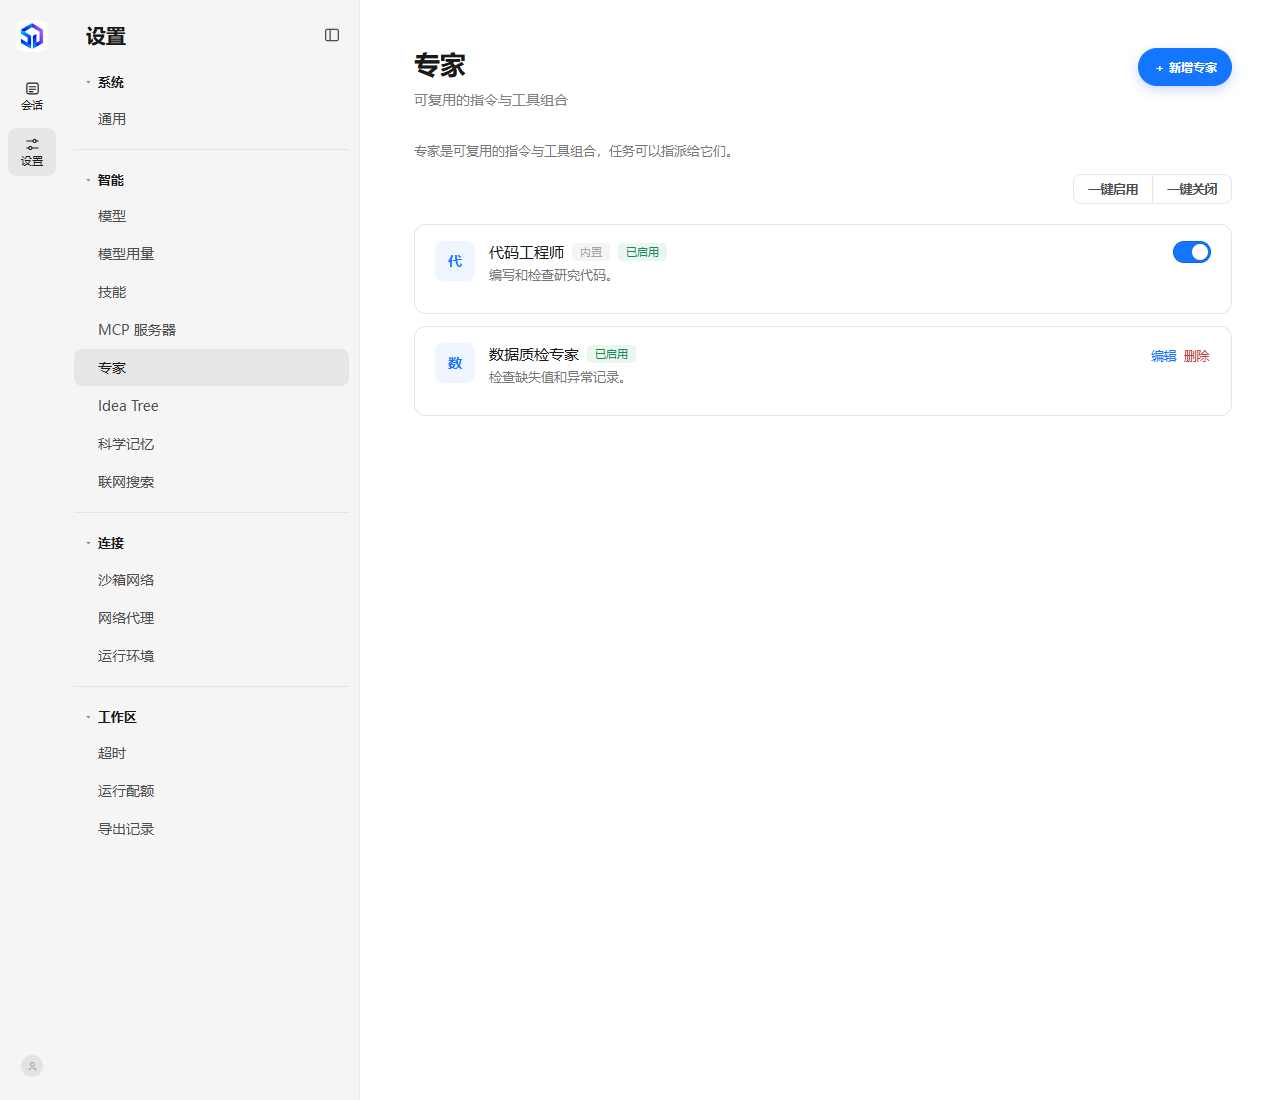 设置
会话
设置
系统
通用
智能
模型
模型用量
技能
MCP 服务器
专家
Idea Tree
科学记忆
联网搜索
连接
沙箱网络
网络代理
运行环境
工作区
超时
运行配额
导出记录
专家
+ 新增专家
可复用的指令与工具组合
专家是可复用的指令与工具组合，任务可以指派给它们。
一键启用 一键关闭
代 代码工程师 内置 已启用
编写和检查研究代码。
数 数据质检专家 已启用 编辑 删除
检查缺失值和异常记录。